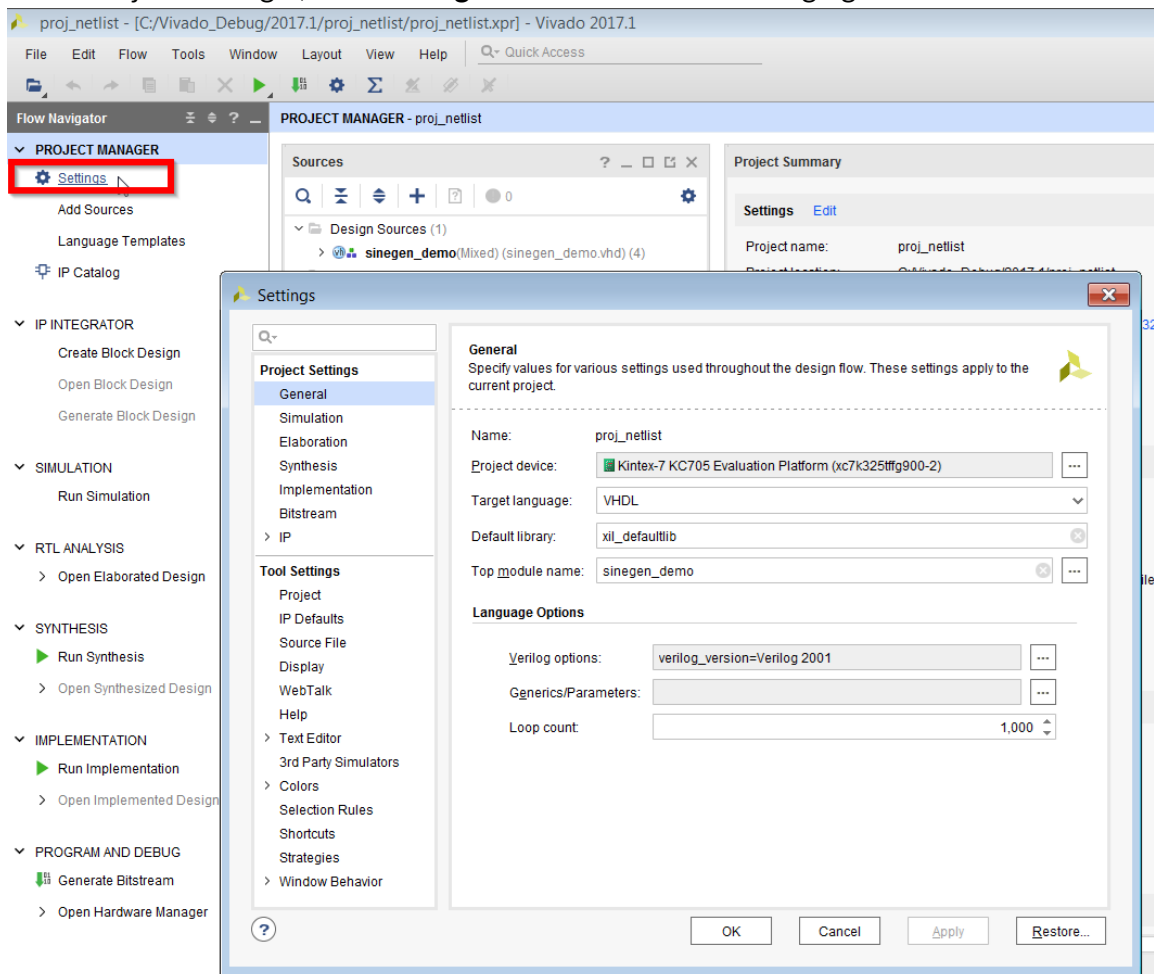 proj_netlist - [C:/Vivado_Debug/2017.1/proj_netlist/proj_netlist.xpr] - Vivado 2017.1
File Edit Flow Tools Window Layout View Help Quick Access
Flow Navigator ? _ PROJECT MANAGER - proj_netlist
PROJECT MANAGER
Settings
Add Sources
Language Templates
IP Catalog
IP INTEGRATOR
Create Block Design
Open Block Design
Generate Block Design
SIMULATION
Run Simulation
RTL ANALYSIS
Open Elaborated Design
SYNTHESIS
Run Synthesis
Open Synthesized Design
IMPLEMENTATION
Run Implementation
Open Implemented Design
PROGRAM AND DEBUG
Generate Bitstream
Open Hardware Manager
Sources
0
Design Sources (1)
sinegen_demo(Mixed) (sinegen_demo.vhd) (4)
Project Summary
Settings Edit
Project name: proj_netlist
Settings
Project Settings
General
Simulation
Elaboration
Synthesis
Implementation
Bitstream
IP
Tool Settings
Project
IP Defaults
Source File
Display
WebTalk
Help
Text Editor
3rd Party Simulators
Colors
Selection Rules
Shortcuts
Strategies
Window Behavior
General
Specify values for various settings used throughout the design flow. These settings apply to the
current project.
Name: proj_netlist
Project device: Kintex-7 KC705 Evaluation Platform (xc7k325tffg900-2) ...
Target language: VHDL
Default library: xil_defaultlib
Top module name: sinegen_demo ...
Language Options
Verilog options: verilog_version=Verilog 2001 ...
Generics/Parameters: ...
Loop count: 1,000
? OK Cancel Apply Restore...